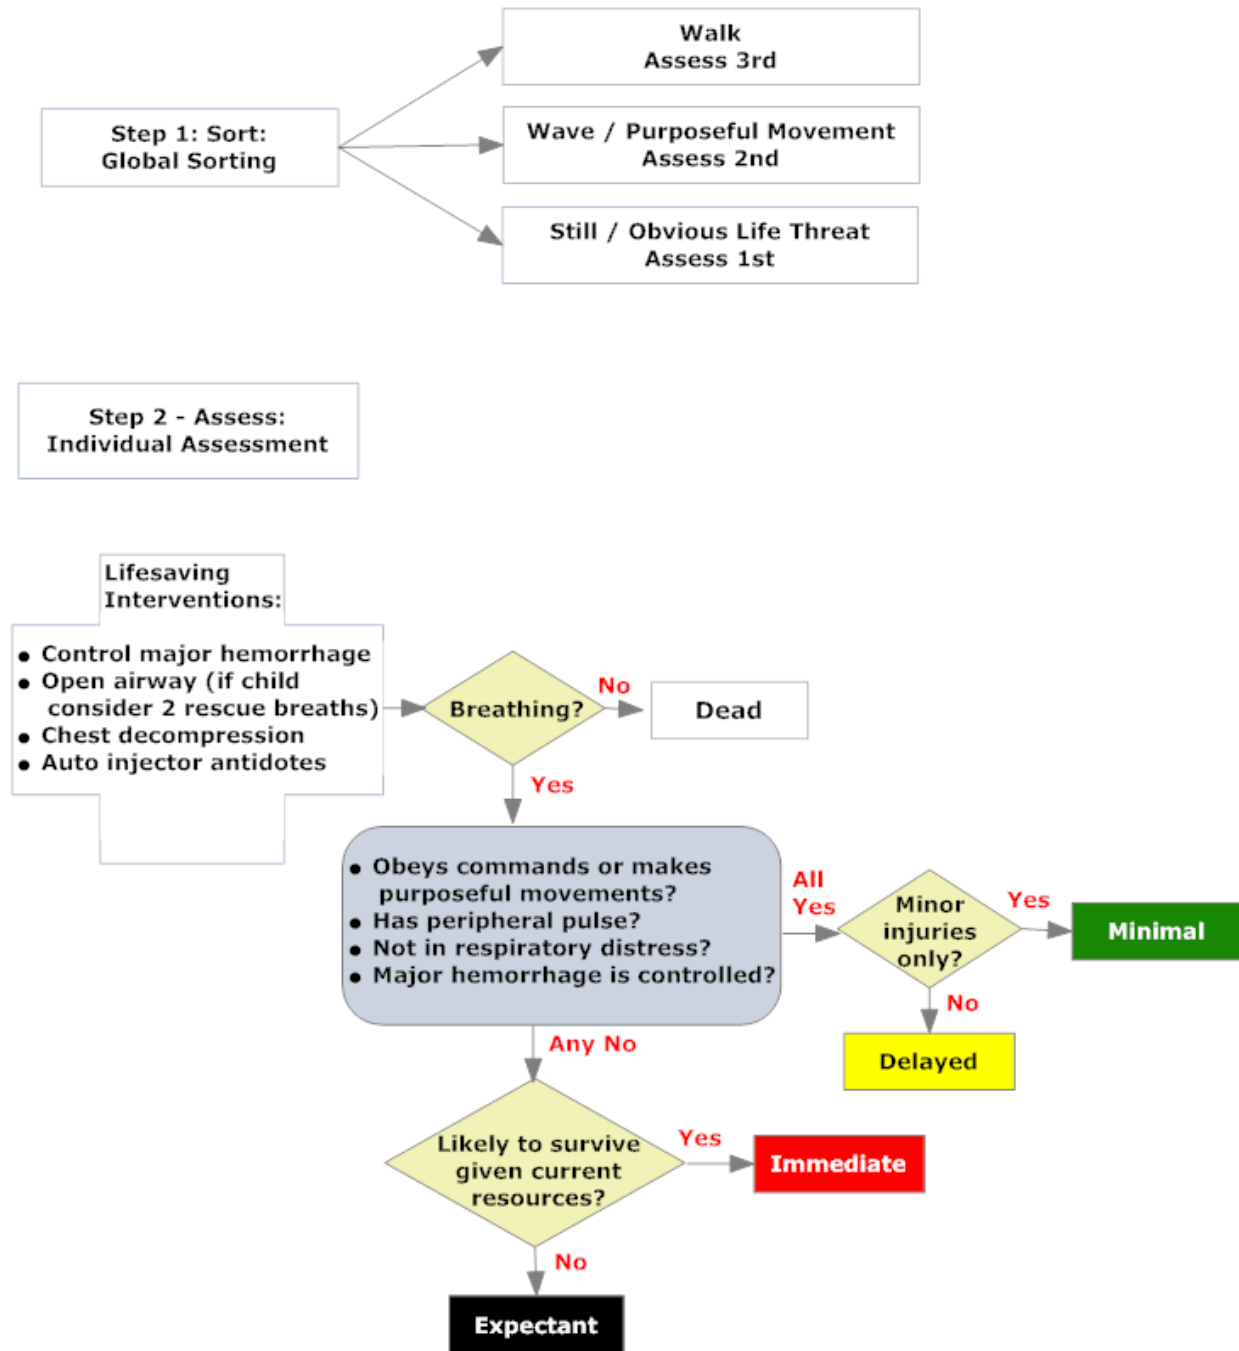 Walk
Assess 3rd
Step 1: Sort:
Global Sorting
Wave / Purposeful Movement
Assess 2nd
Still / Obvious Life Threat
Assess 1st
Step 2 - Assess:
Individual Assessment
Lifesaving
Interventions:
• Control major hemorrhage
• Open airway (if child
consider 2 rescue breaths)
• Chest decompression
• Auto injector antidotes
Breathing?
No
Dead
Yes
• Obeys commands or makes
purposeful movements?
• Has peripheral pulse?
• Not in respiratory distress?
• Major hemorrhage is controlled?
All
Yes
Minor
injuries
only?
Yes
Minimal
No
Delayed
Any No
Likely to survive
given current
resources?
Yes
Immediate
No
Expectant